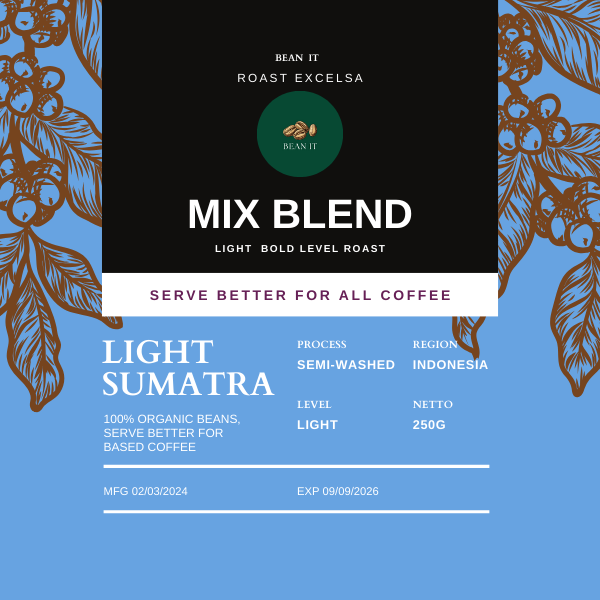 BEAN IT
ROAST EXCELSA
BEAN IT
MIX BLEND
LIGHT BOLD LEVEL ROAST
SERVE BETTER FOR ALL COFFEE
LIGHT
SUMATRA
100% ORGANIC BEANS,
SERVE BETTER FOR
BASED COFFEE
PROCESS
SEMI-WASHED
REGION
INDONESIA
LEVEL
LIGHT
NETTO
250G
MFG 02/03/2024
EXP 09/09/2026